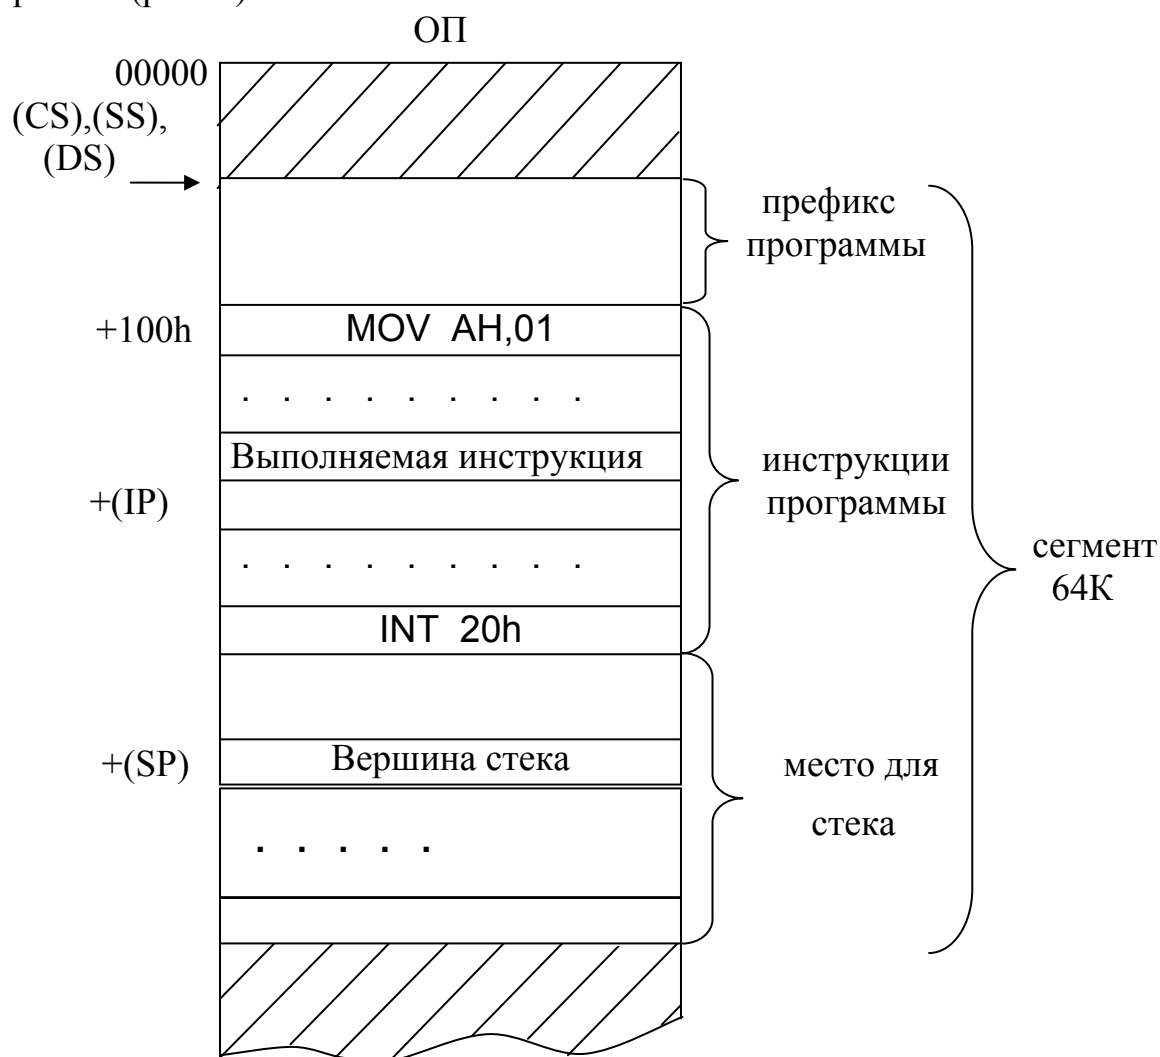 ОП
00000
(CS),(SS),
(DS)
префикс
программы
+100h
MOV AH,01
. . . . . . . . .
Выполняемая инструкция
инструкции
программы
+(IP)
. . . . . . . . .
сегмент
64К
INT 20h
+(SP)
Вершина стека
место для
стека
. . . . .